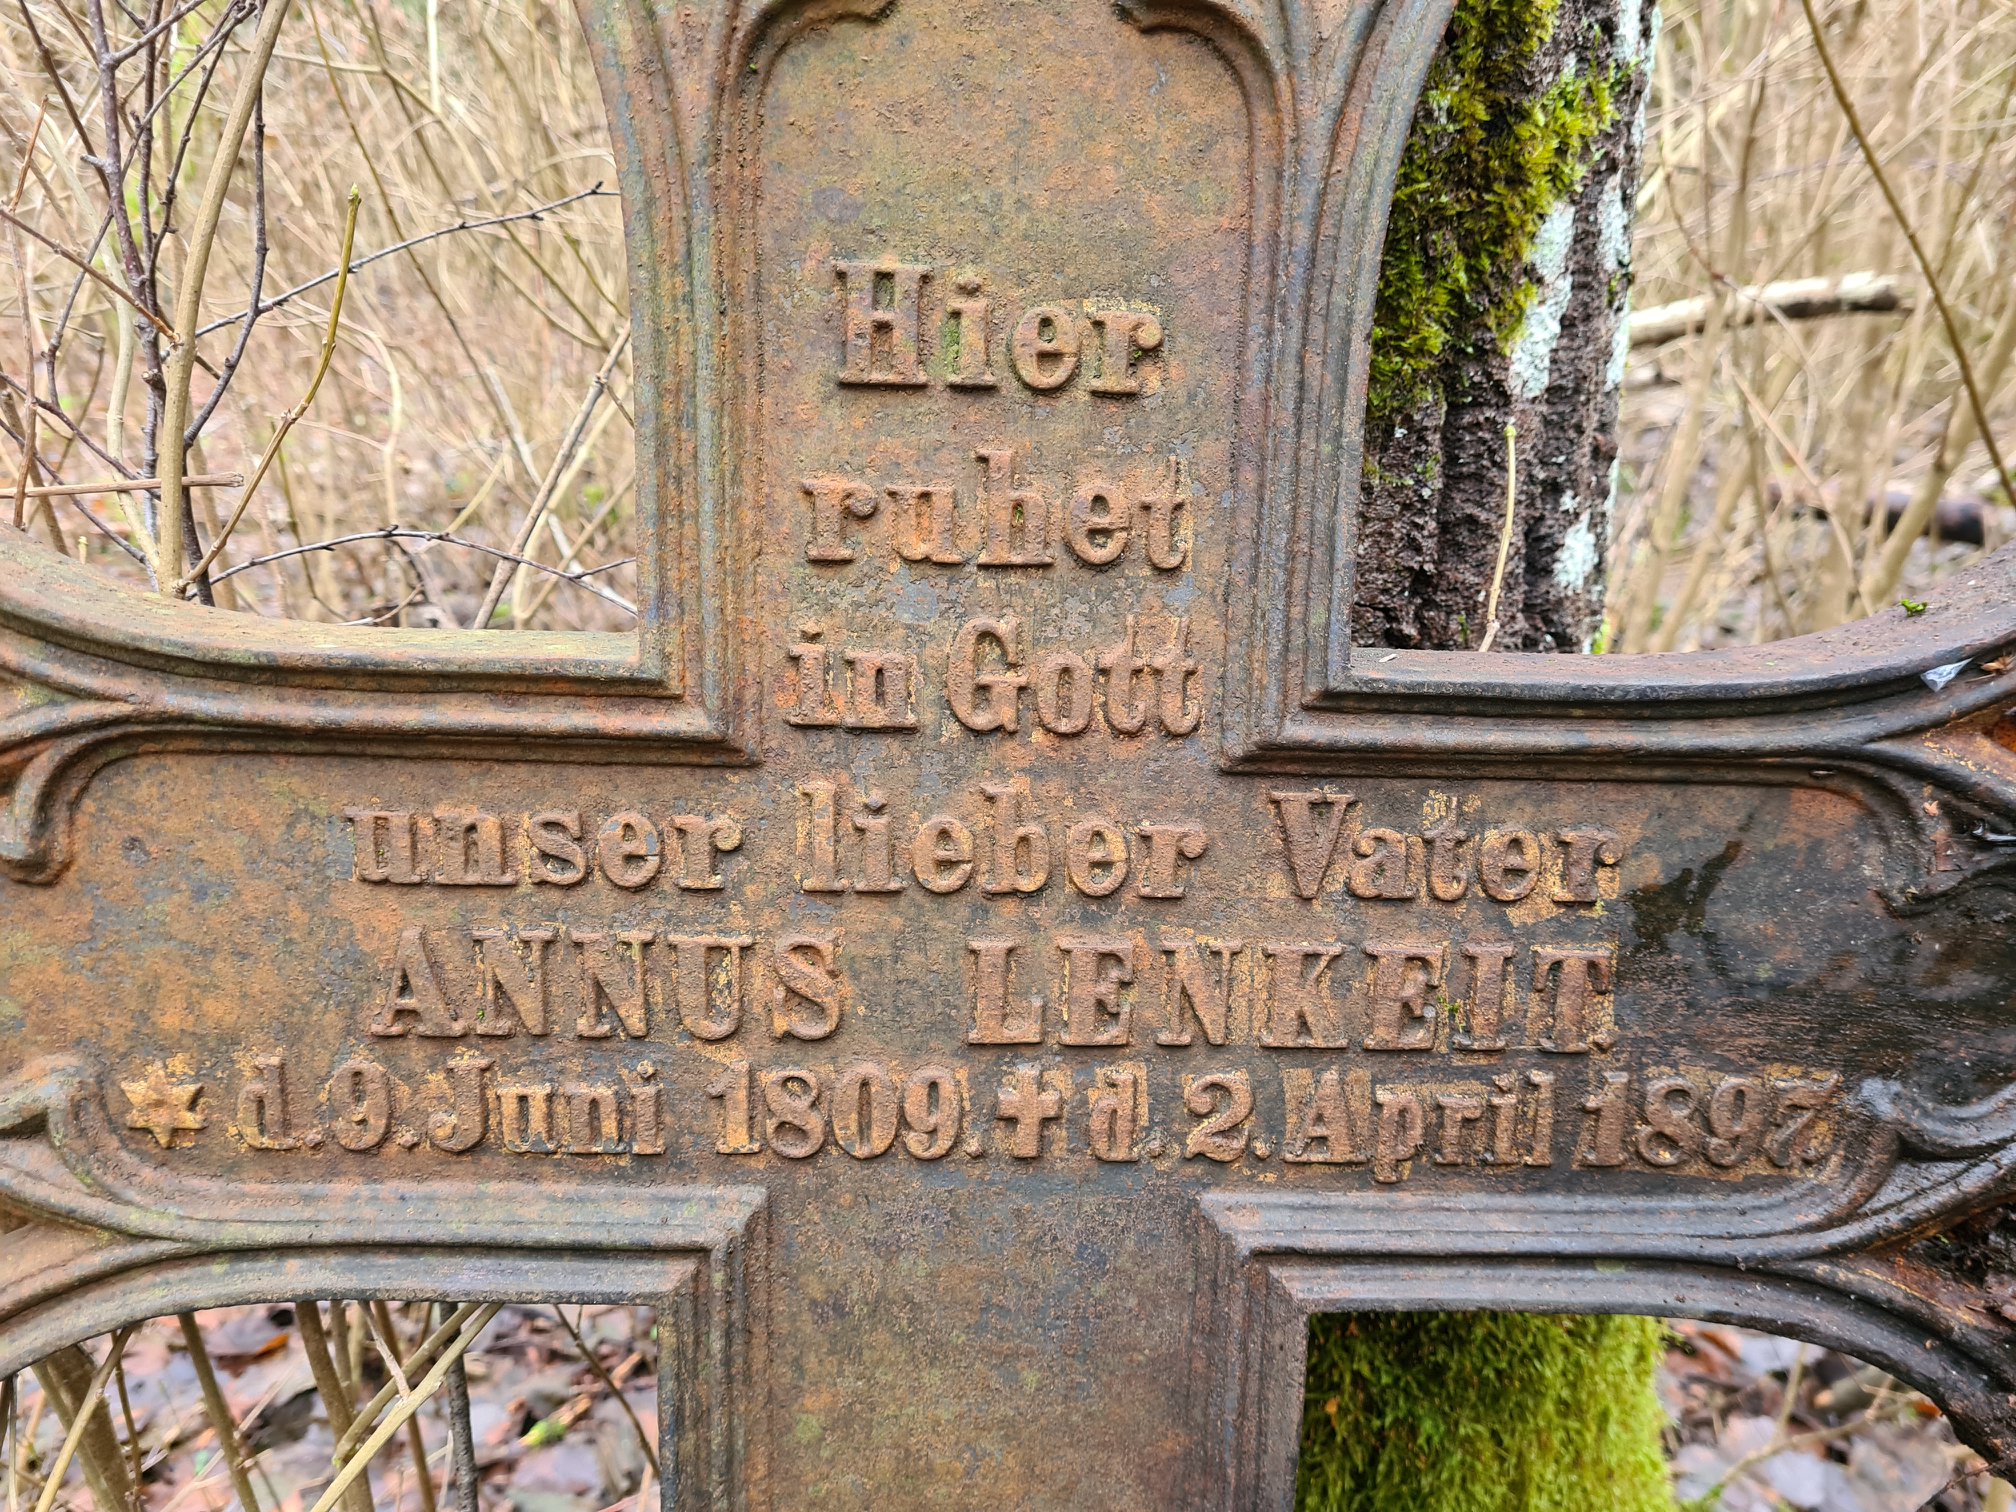 Hier
ruhet
in Gott
unser lieber Vater
ANNUS LENKEIT.
✶ d. 9. Juni 1809. ✝ d. 2. April 1897.